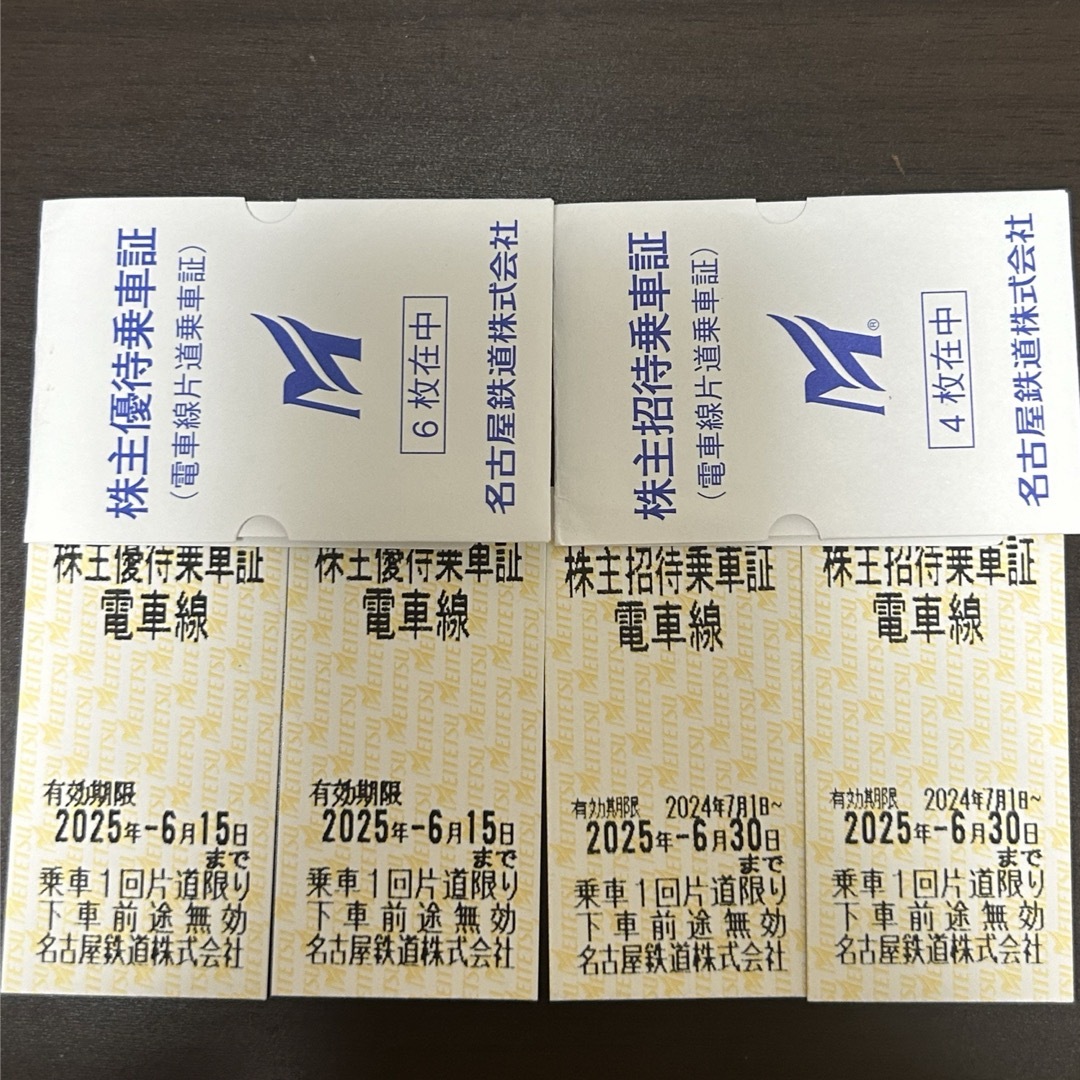 株主優待乗車証
(電車線片道乗車証)
6枚在中
名古屋鉄道株式会社
株主招待乗車証
(電車線片道乗車証)
®
4枚在中
名古屋鉄道株式会社
株主優待乗車証
電車線
有効期限
2025年-6月15日
まで
乗車1回片道限り
下車前途無効
名古屋鉄道株式会社
株主優待乗車証
電車線
有効期限
2025年-6月15日
まで
乗車1回片道限り
下車前途無効
名古屋鉄道株式会社
株主招待乗車証
電車線
有効期限 2024年7月1日~
2025年-6月30日
まで
乗車1回片道限り
下車前途無効
名古屋鉄道株式会社
株主招待乗車証
電車線
有効期限 2024年7月1日~
2025年-6月30日
まで
乗車1回片道限り
下車前途無効
名古屋鉄道株式会社